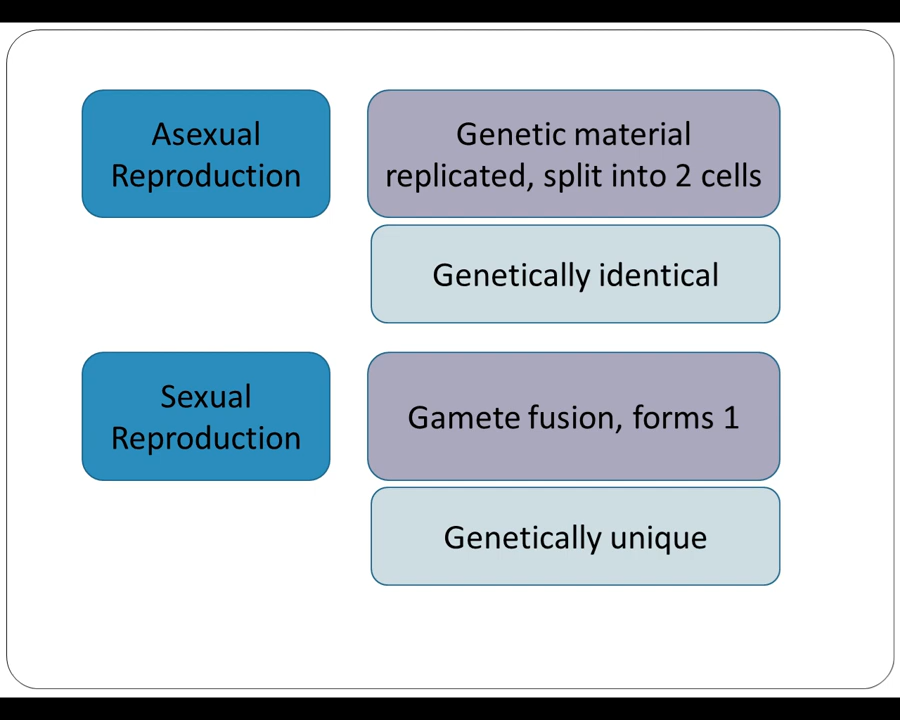 Asexual
Reproduction
Genetic material
replicated, split into 2 cells
Genetically identical
Sexual
Reproduction
Gamete fusion, forms 1
Genetically unique